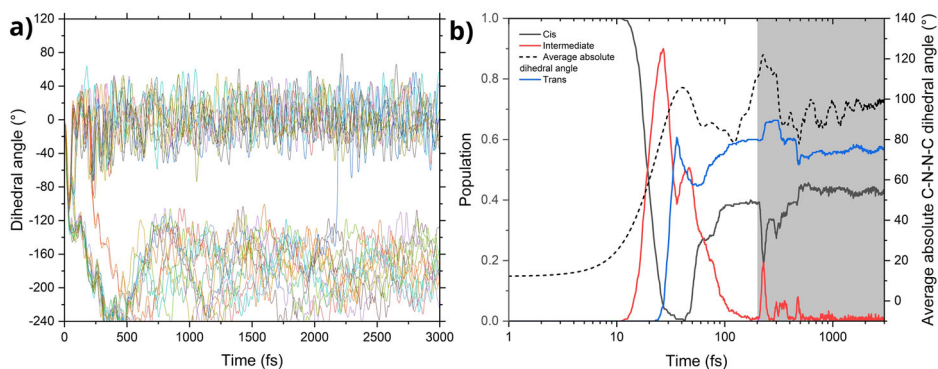 a)
Dihedral angle (°)
120
80
40
0
-40
-80
-120
-160
-200
-240
0
500
1000
1500
2000
2500
3000
Time (fs)
b)
Population
1.0
0.8
0.6
0.4
0.2
0.0
Cis
Intermediate
Average absolute
dihedral angle
Trans
1
10
100
1000
Time (fs)
140
120
100
80
60
40
20
0
Average absolute C-N-N-C dihedral angle (°)